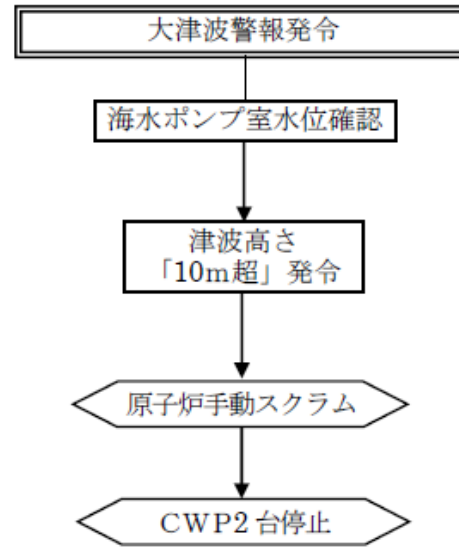 大津波警報発令
海水ポンプ室水位確認
津波高さ
「10m超」発令
原子炉手動スクラム
CWP2台停止